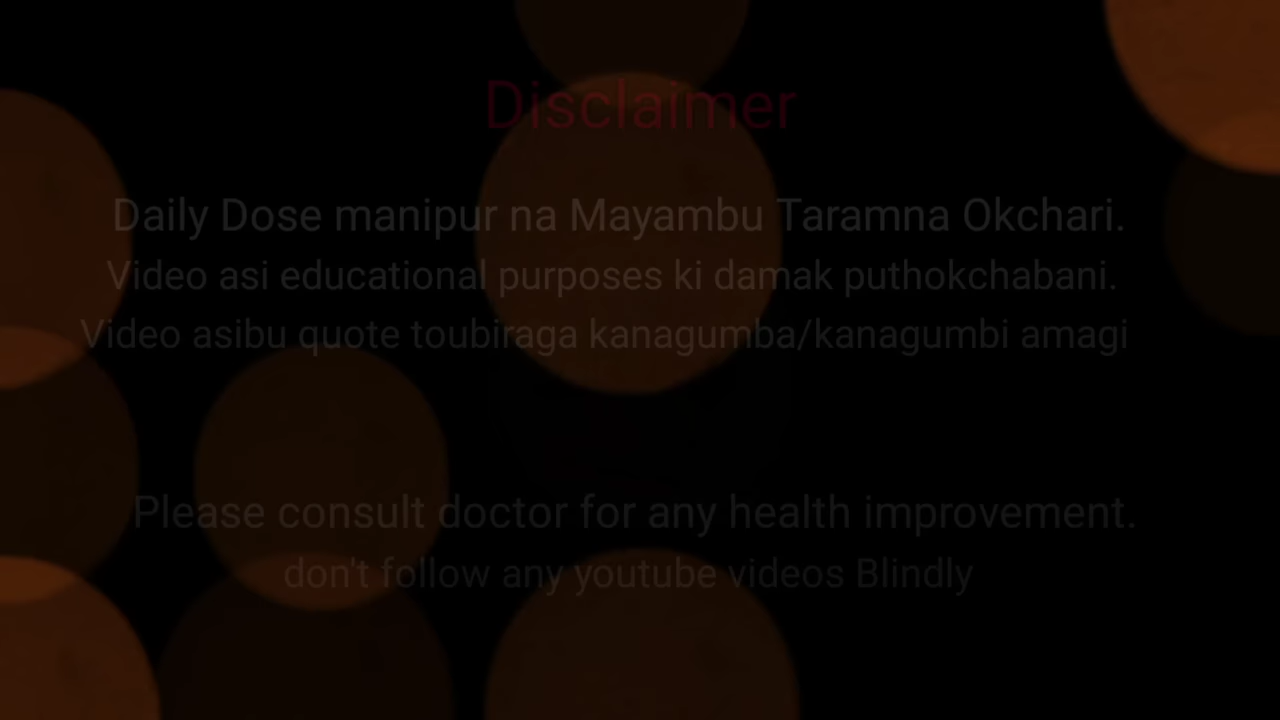 Disclaimer
Daily Dose manipur na Mayambu Taramna Okchari.
Video asi educational purposes ki damak puthokchabani.
Video asibu quote toubiraga kanagumba/kanagumbi amagi
Please consult doctor for any health improvement.
don't follow any youtube videos Blindly